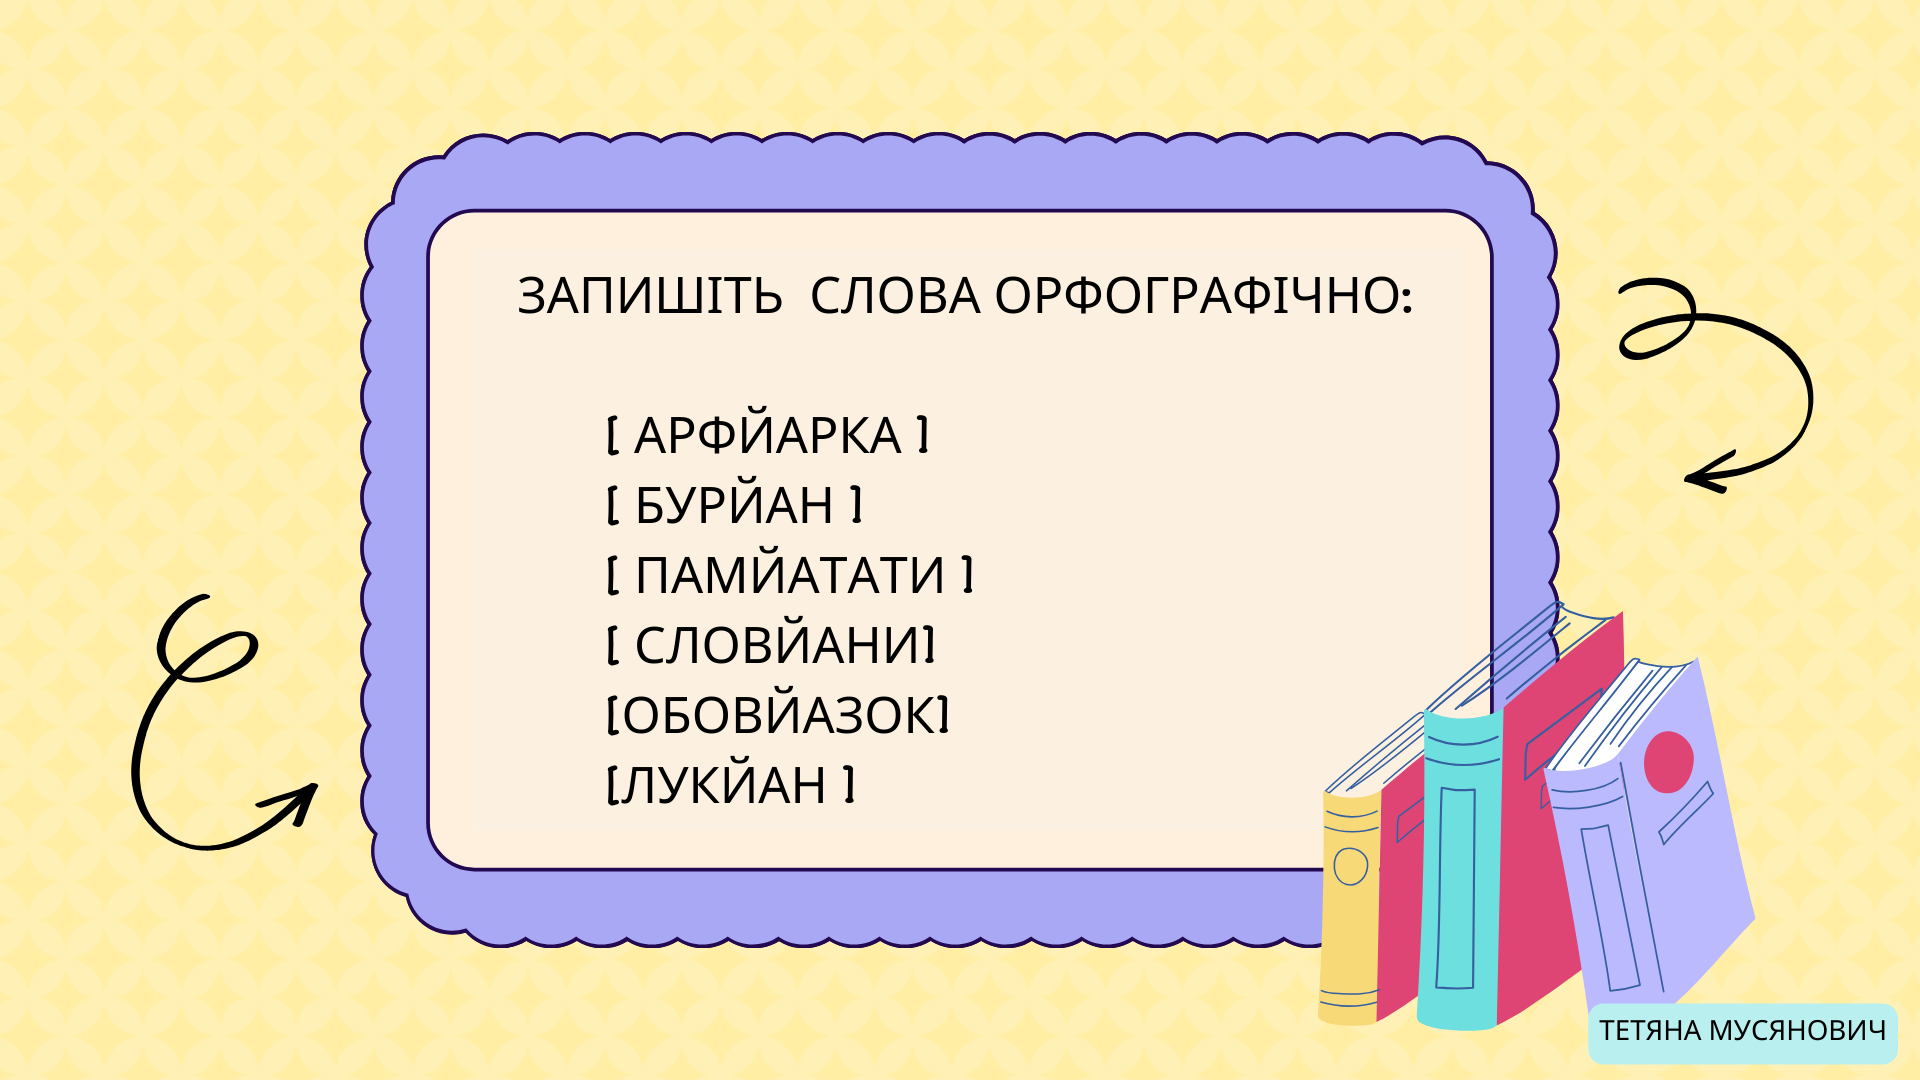 ЗАПИШІТЬ СЛОВА ОРФОГРАФІЧНО:
[ АРФЙАРКА ]
[ БУРЙАН ]
[ ПАМЙАТАТИ ]
[ СЛОВЙАНИ]
[ОБОВЙАЗОК]
[ЛУКЙАН ]
ТЕТЯНА МУСЯНОВИЧ